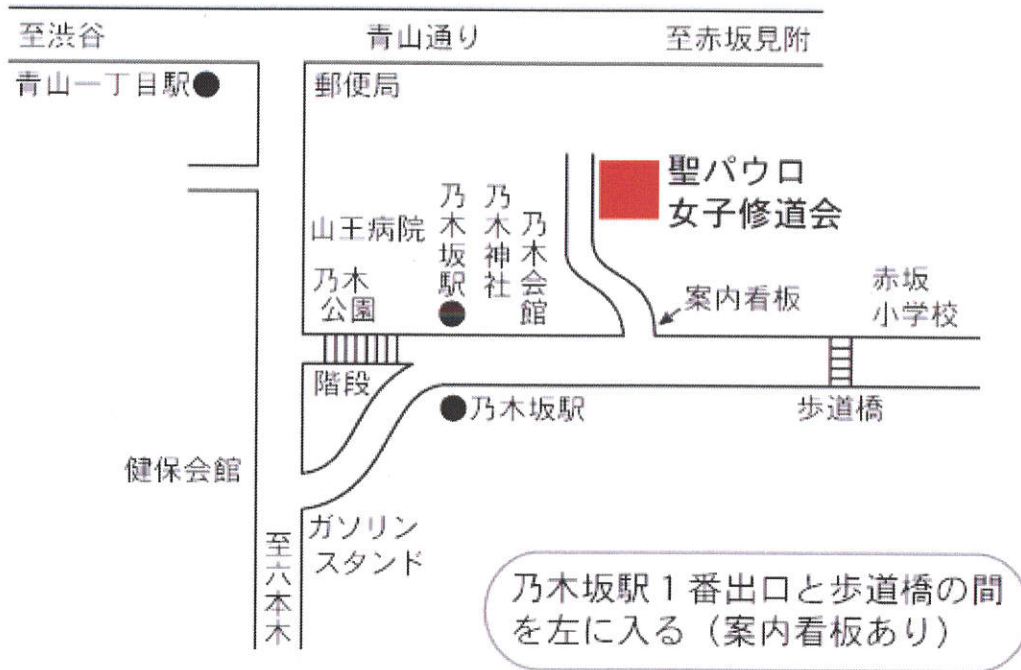 至渋谷
青山通り
至赤坂見附
青山一丁目駅
郵便局
聖パウロ
女子修道会
山王病院
乃木坂駅
乃木神社
乃木会館
乃木
公園
案内看板
赤坂
小学校
階段
乃木坂駅
歩道橋
健保会館
ガソリン
スタンド
至六本木
乃木坂駅1番出口と歩道橋の間
を左に入る（案内看板あり）